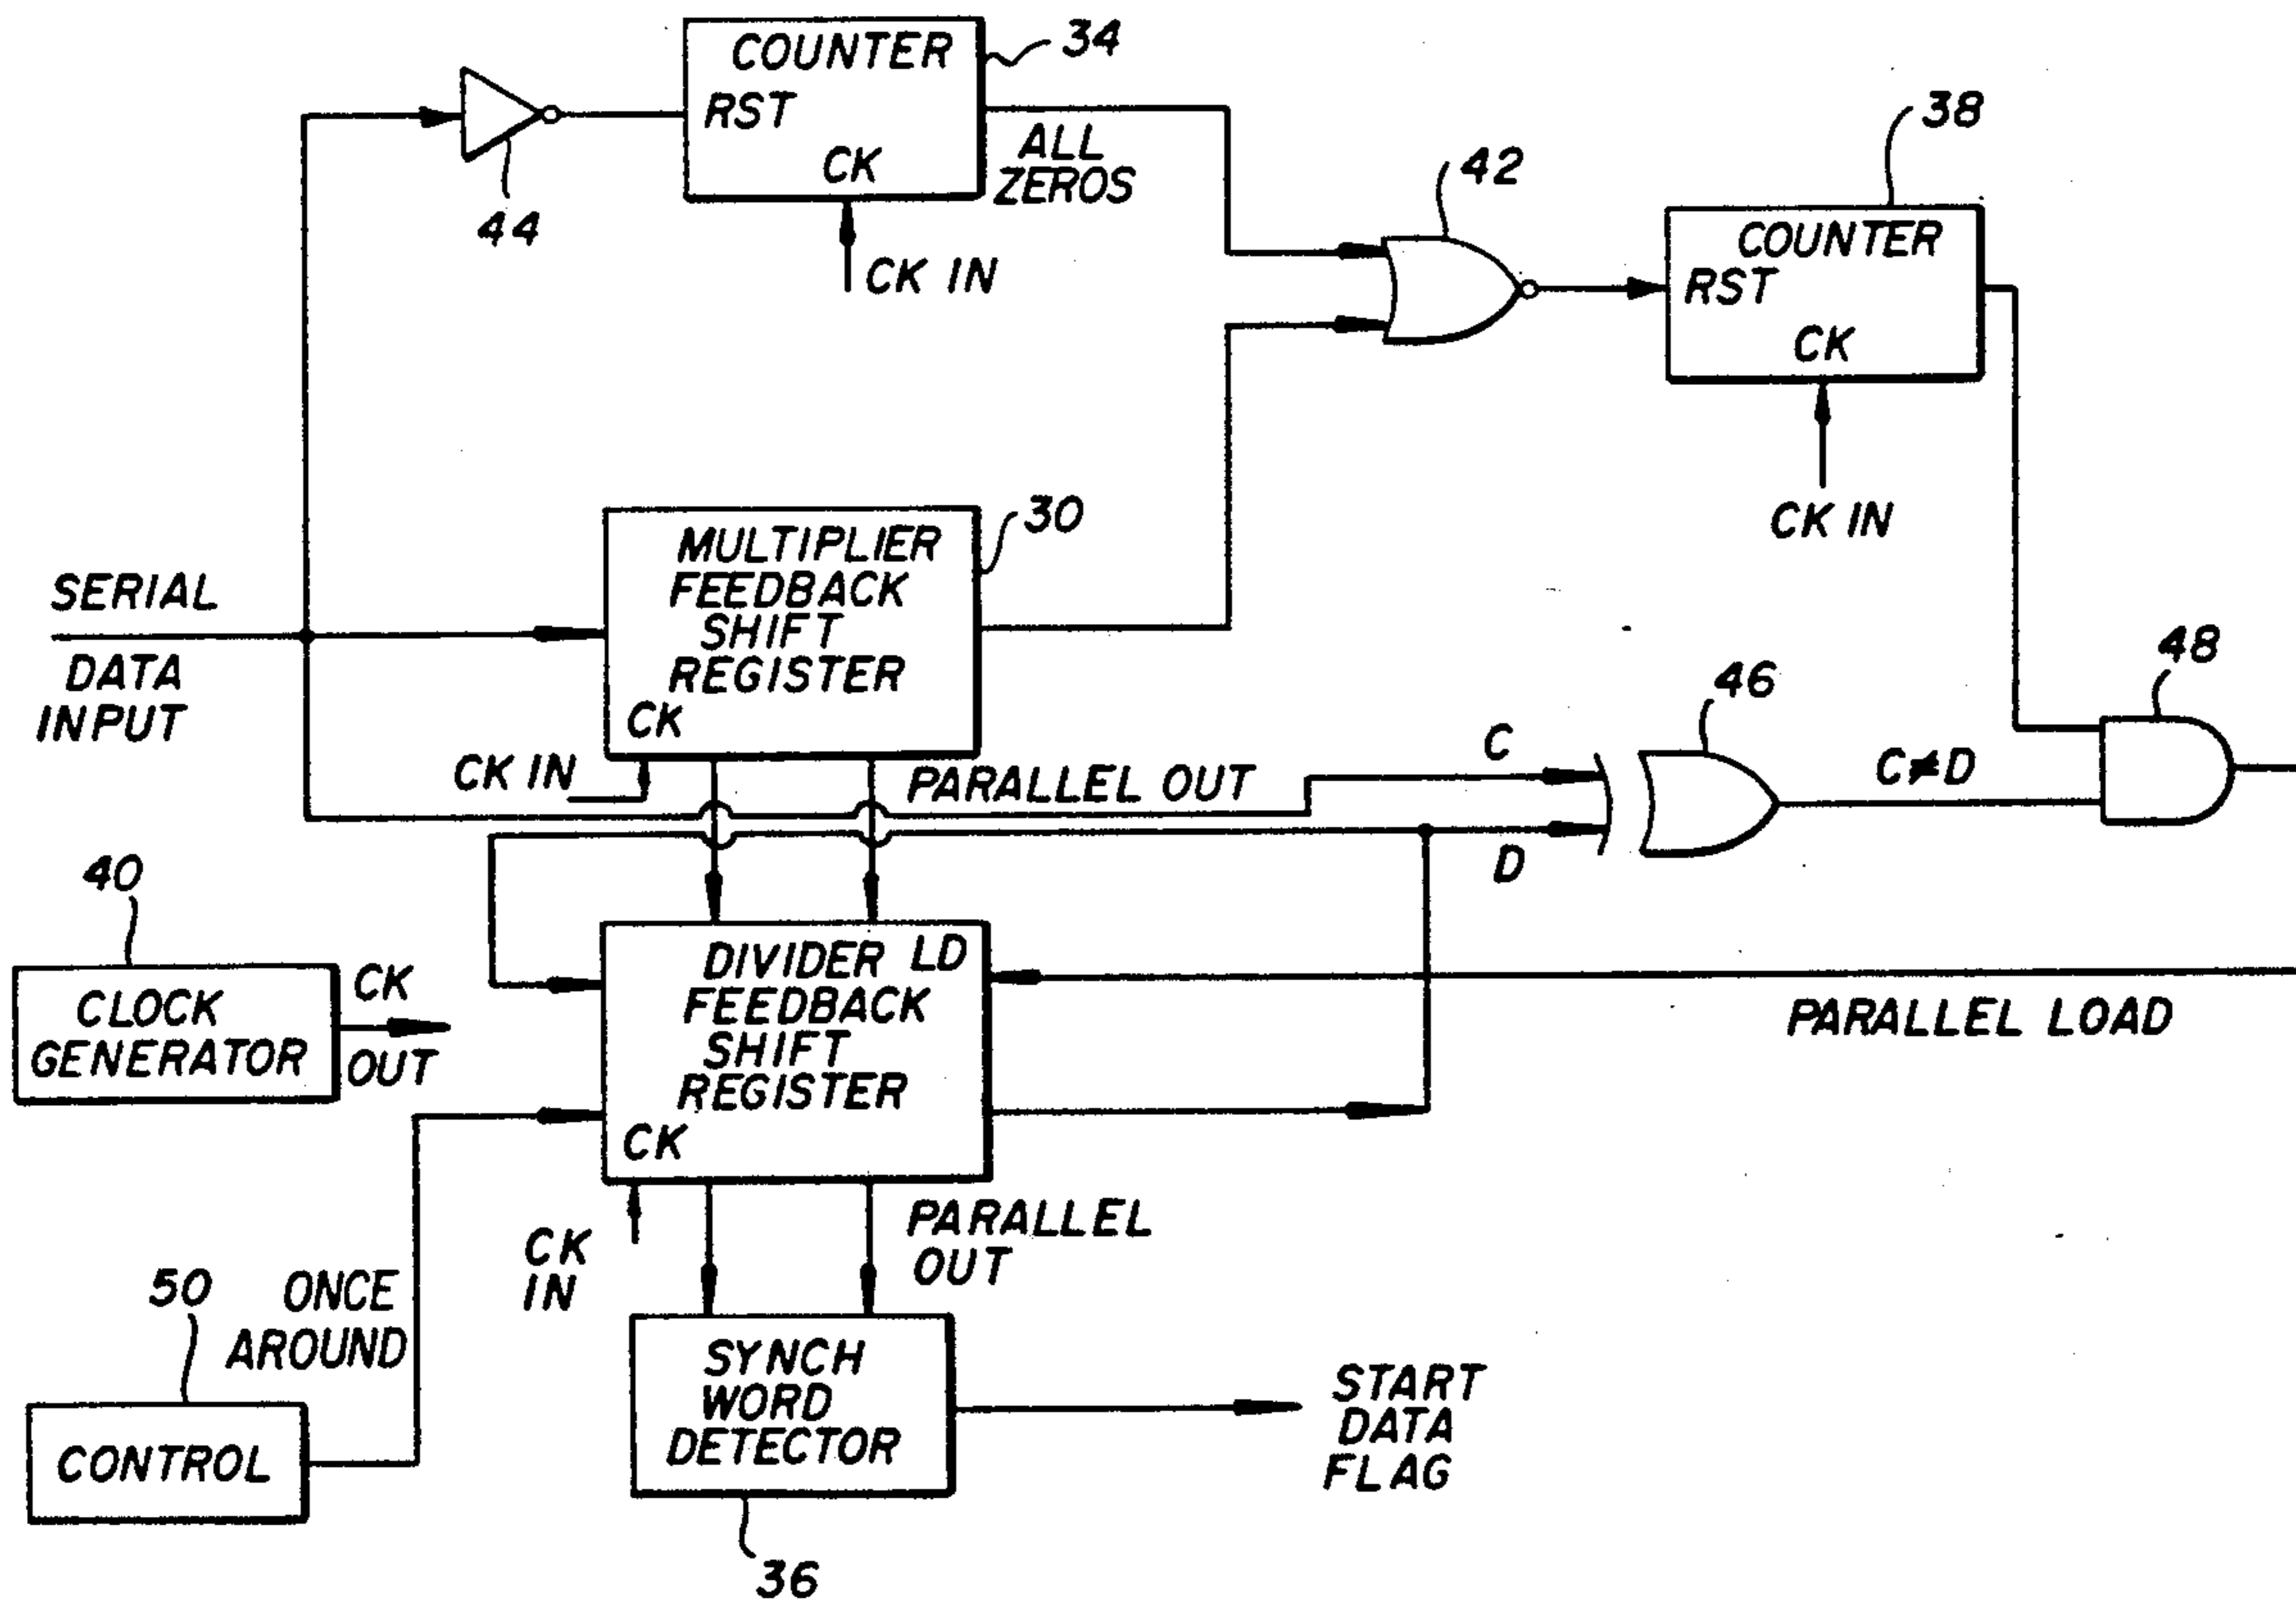 COUNTER
RST
CK
34
ALL
ZEROS
44
CK IN
42
38
COUNTER
RST
CK
CK IN
SERIAL
DATA
INPUT
MULTIPLIER
FEEDBACK
SHIFT
REGISTER
CK
30
CK IN
PARALLEL OUT
C
D
46
C≠D
48
40
CLOCK
GENERATOR
CK
OUT
DIVIDER LD
FEEDBACK
SHIFT
REGISTER
CK
PARALLEL LOAD
CK
IN
PARALLEL
OUT
50
ONCE
AROUND
CONTROL
SYNCH
WORD
DETECTOR
36
START
DATA
FLAG